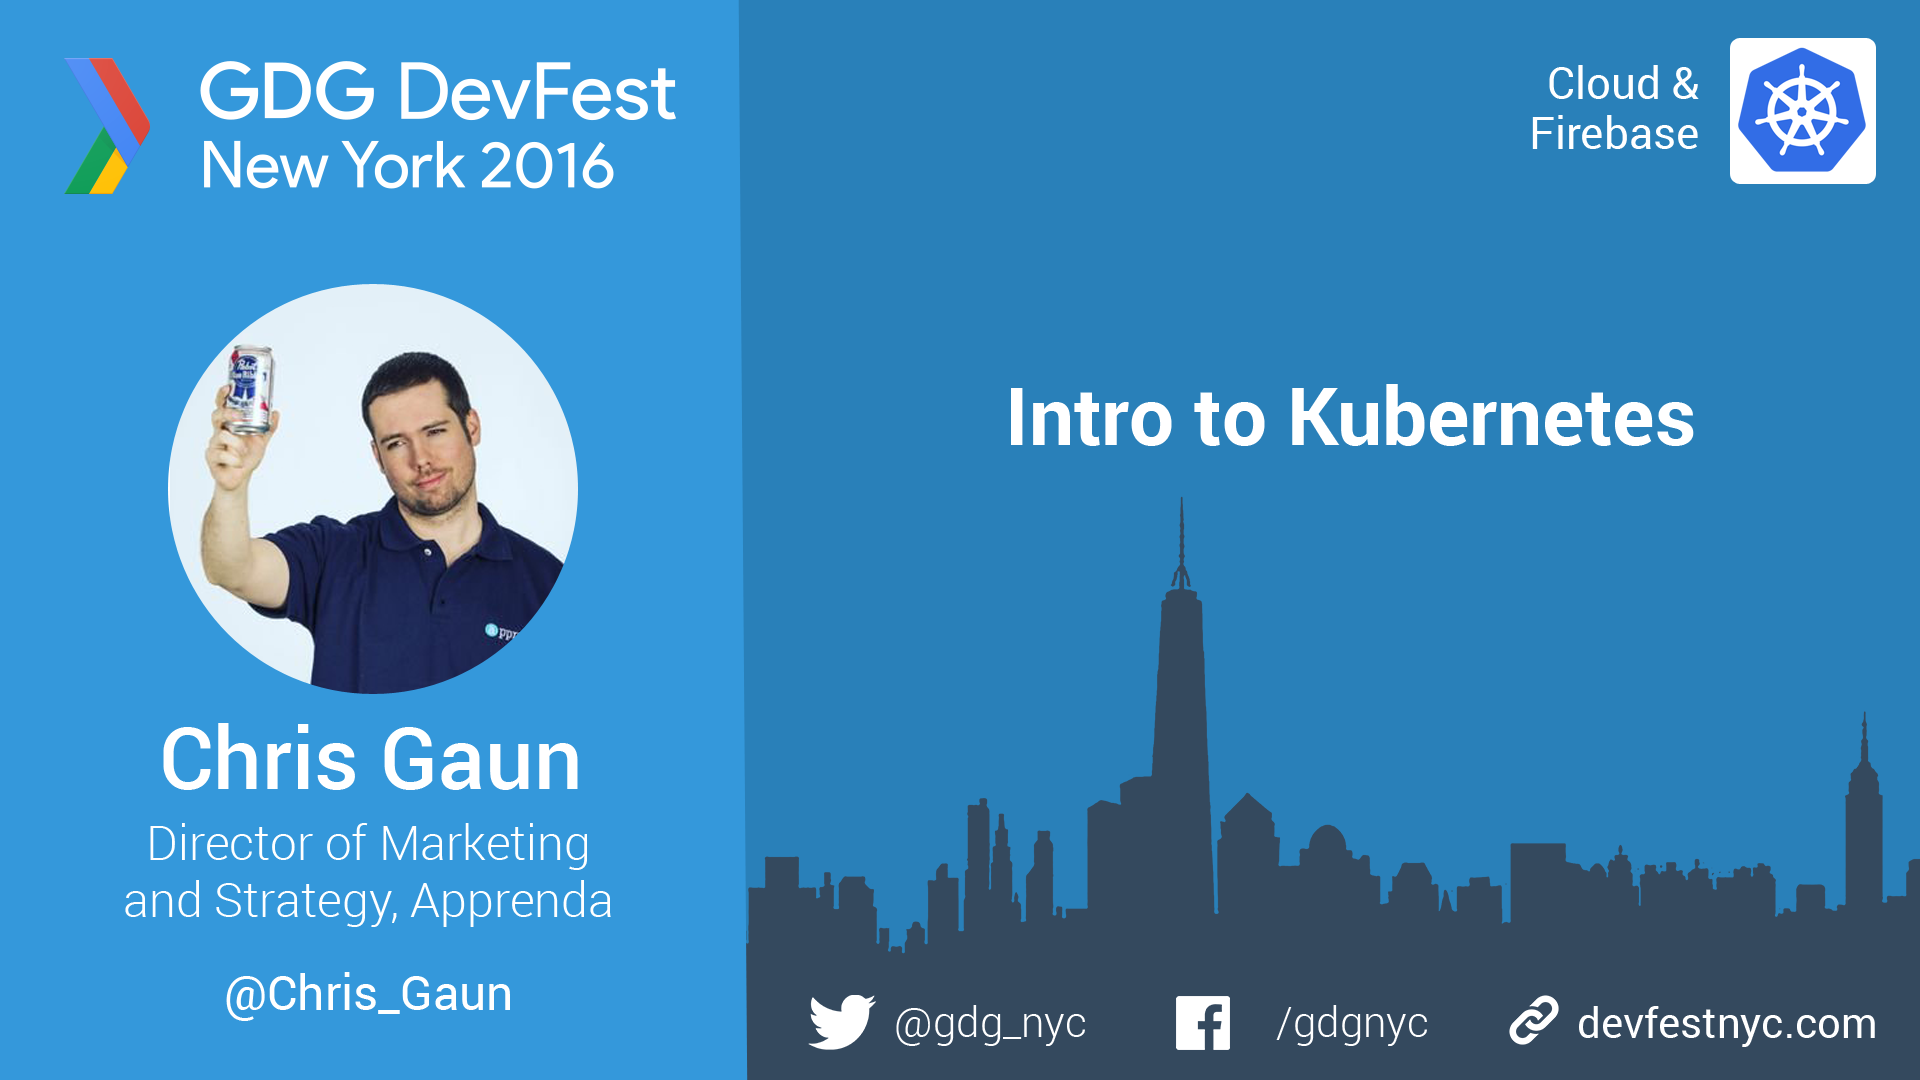 GDG DevFest
New York 2016
Cloud &
Firebase
Pabst
Intro to Kubernetes
Chris Gaun
Director of Marketing
and Strategy, Apprenda
@Chris_Gaun
@gdg_nyc
/gdgnyc
devfestnyc.com